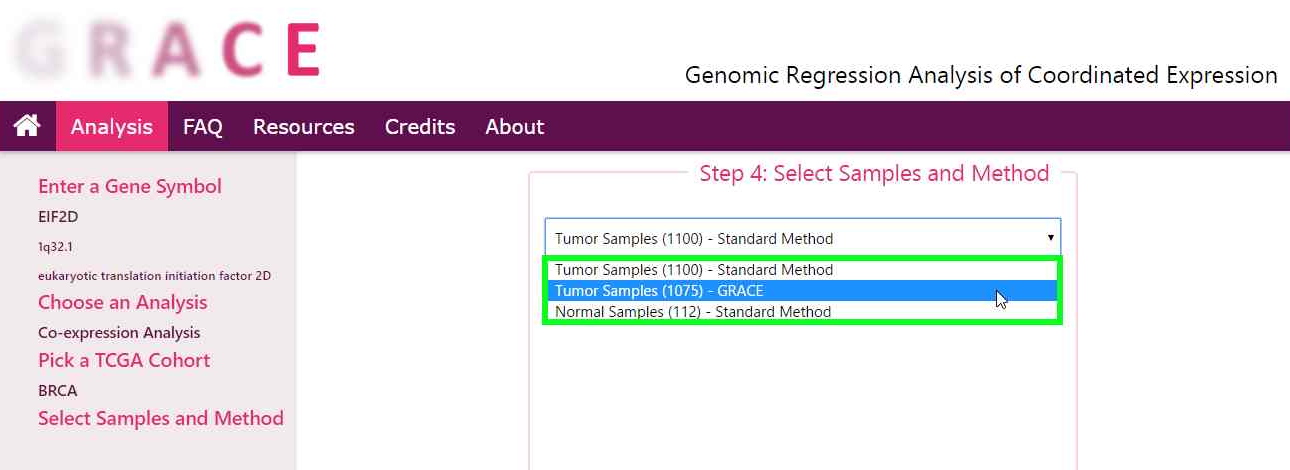 GRACE
Genomic Regression Analysis of Coordinated Expression
Analysis FAQ Resources Credits About
Enter a Gene Symbol
EIF2D
1q32.1
eukaryotic translation initiation factor 2D
Choose an Analysis
Co-expression Analysis
Pick a TCGA Cohort
BRCA
Select Samples and Method
Step 4: Select Samples and Method
Tumor Samples (1100) - Standard Method
Tumor Samples (1100) - Standard Method
Tumor Samples (1075) - GRACE
Normal Samples (112) - Standard Method